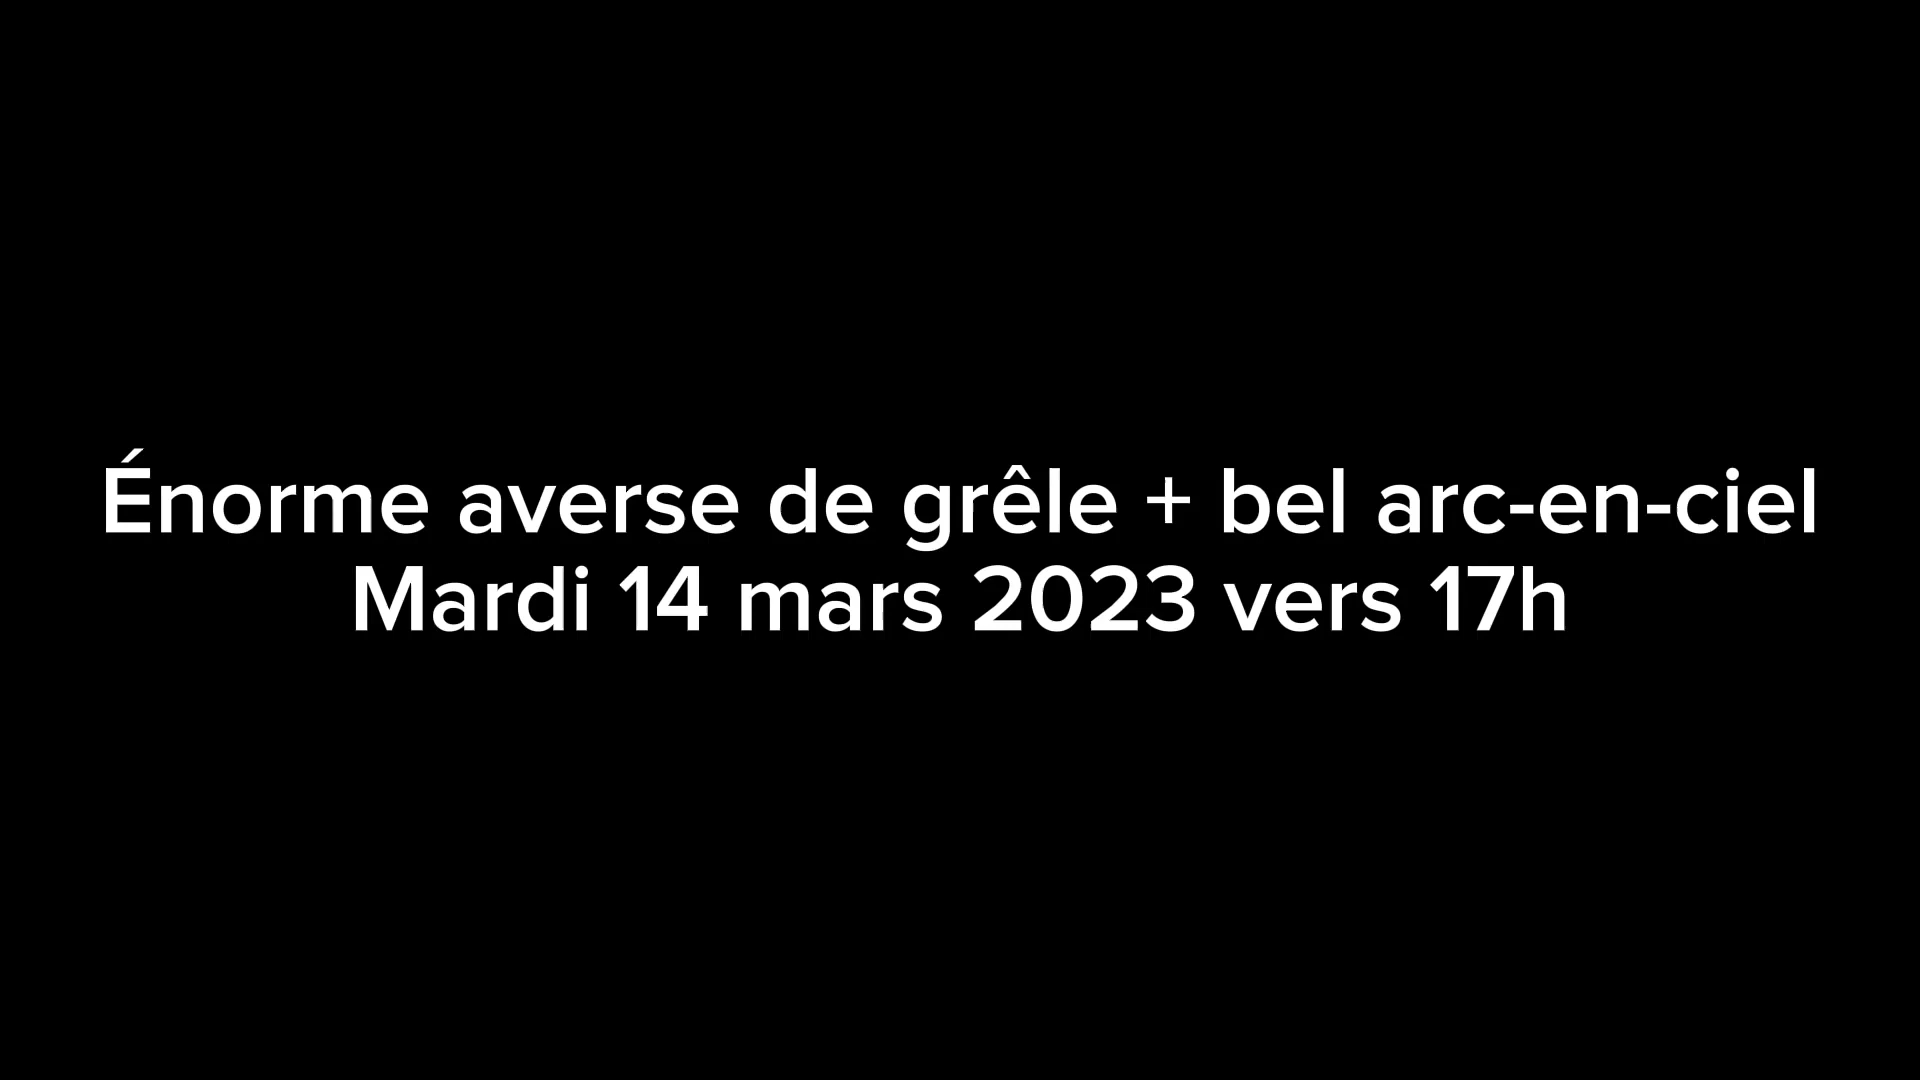 Énorme averse de grêle + bel arc-en-ciel
Mardi 14 mars 2023 vers 17h